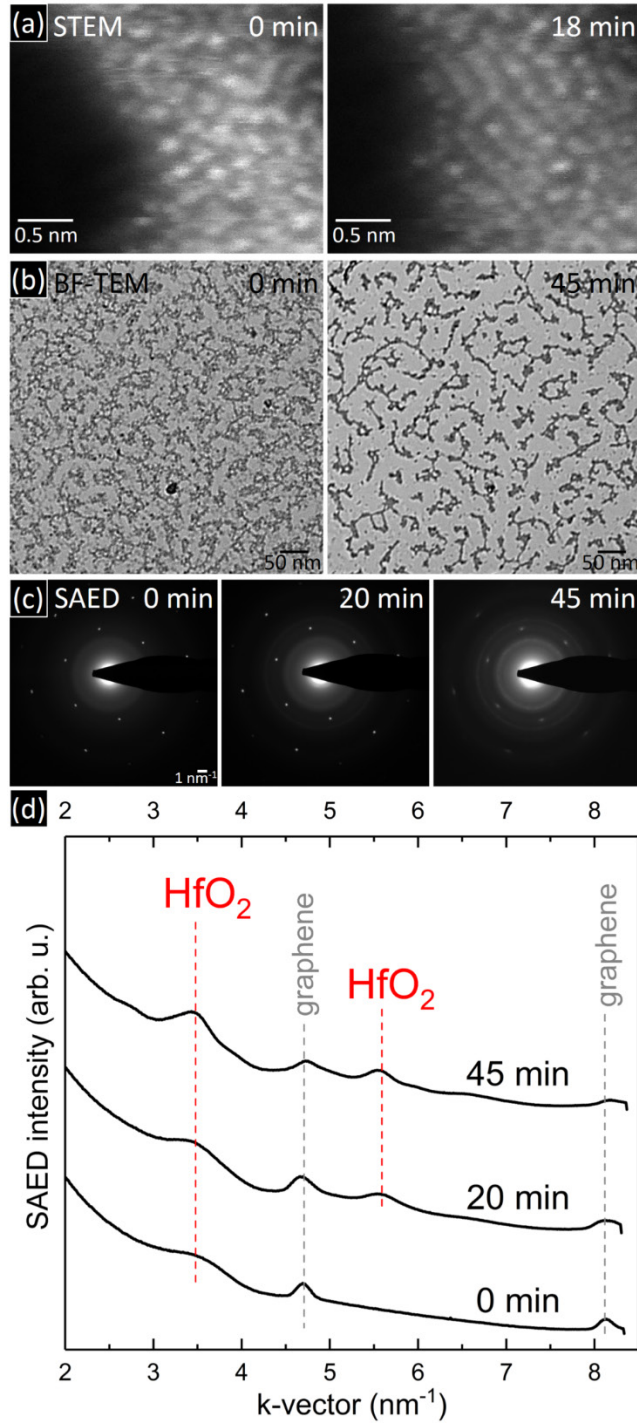 (a) STEM 0 min 18 min
0.5 nm 0.5 nm
(b) BF-TEM 0 min 45 min
50 nm 50 nm
(c) SAED 0 min 20 min 45 min
1 nm⁻¹
(d) 2 3 4 5 6 7 8
HfO₂
graphene
HfO₂
graphene
45 min
20 min
0 min
SAED intensity (arb. u.)
2 3 4 5 6 7 8
k-vector (nm⁻¹)